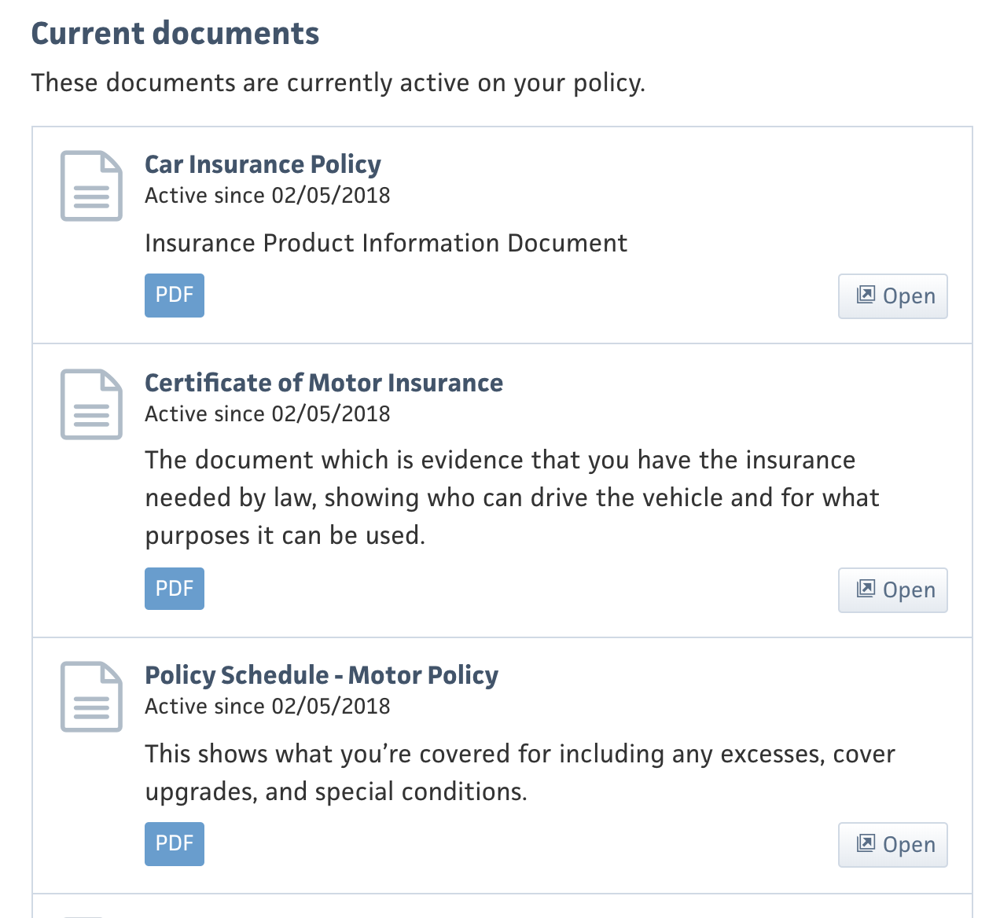 Current documents
These documents are currently active on your policy.
Car Insurance Policy
Active since 02/05/2018
Insurance Product Information Document
PDF
Open
Certificate of Motor Insurance
Active since 02/05/2018
The document which is evidence that you have the insurance
needed by law, showing who can drive the vehicle and for what
purposes it can be used.
PDF
Open
Policy Schedule - Motor Policy
Active since 02/05/2018
This shows what you’re covered for including any excesses, cover
upgrades, and special conditions.
PDF
Open